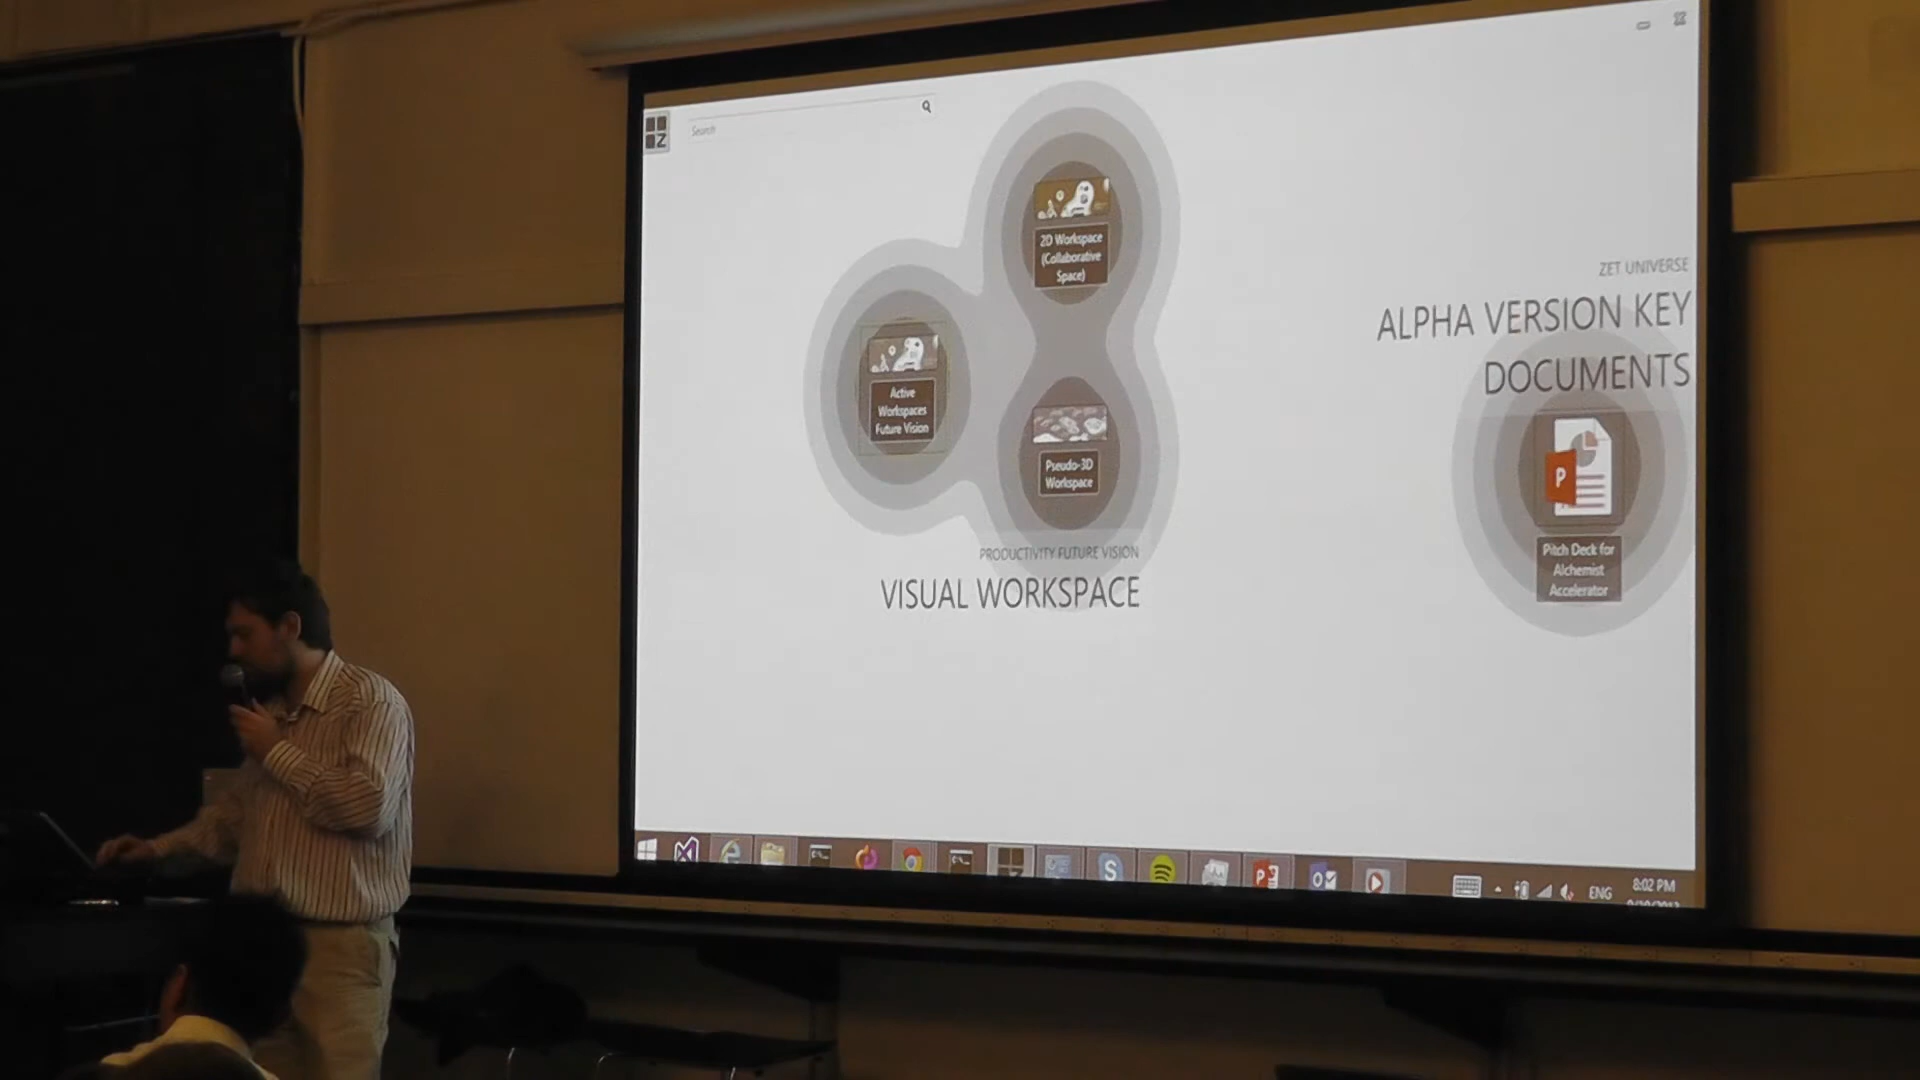 Z
Search
2D Workspace
(Collaborative
Space)
Active
Workspaces
Future Vision
Pseudo-3D
Workspace
PRODUCTIVITY FUTURE VISION
VISUAL WORKSPACE
ZET UNIVERSE
ALPHA VERSION KEY
DOCUMENTS
P
Pitch Deck for
Alchemist
Accelerator
S
ENG
8:02 PM